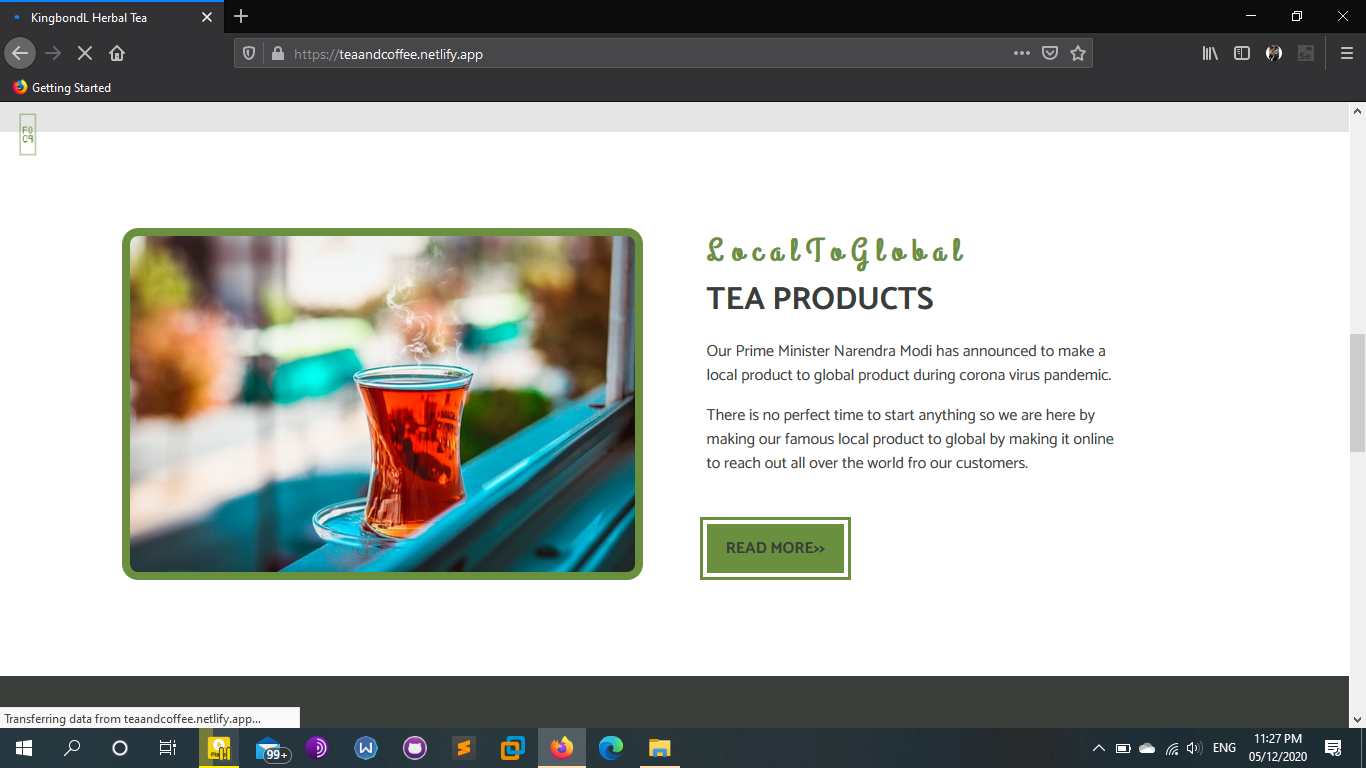 KingbondL Herbal Tea
https://teaandcoffee.netlify.app
Getting Started
LocalToGlobal
TEA PRODUCTS
Our Prime Minister Narendra Modi has announced to make a
local product to global product during corona virus pandemic.
There is no perfect time to start anything so we are here by
making our famous local product to global by making it online
to reach out all over the world fro our customers.
READ MORE>>
Transferring data from teaandcoffee.netlify.app...
99+
ENG
11:27 PM
05/12/2020